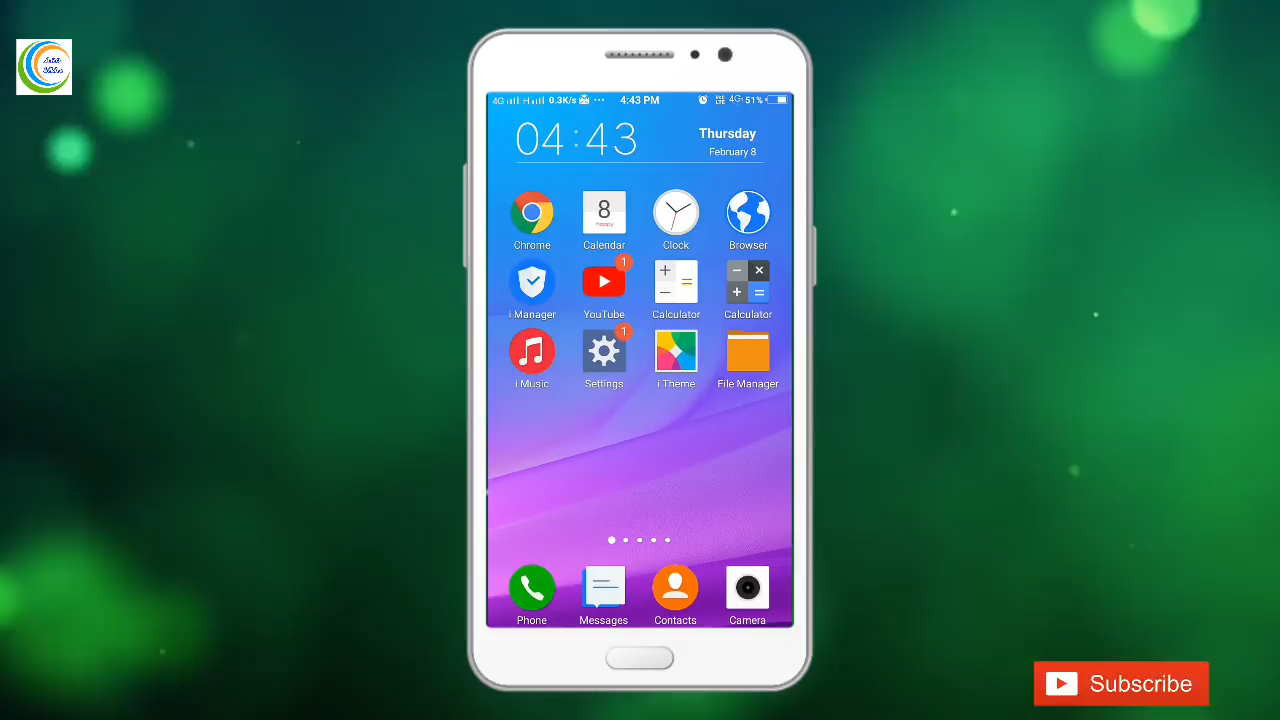 4G H 0.3K/s ... 4:43 PM 4G 51%
04:43
Thursday
February 8
Chrome
8
Happy
Calendar
Clock
Browser
i Manager
1
YouTube
Calculator
Calculator
i Music
1
Settings
i Theme
File Manager
Phone
Messages
Contacts
Camera
Subscribe